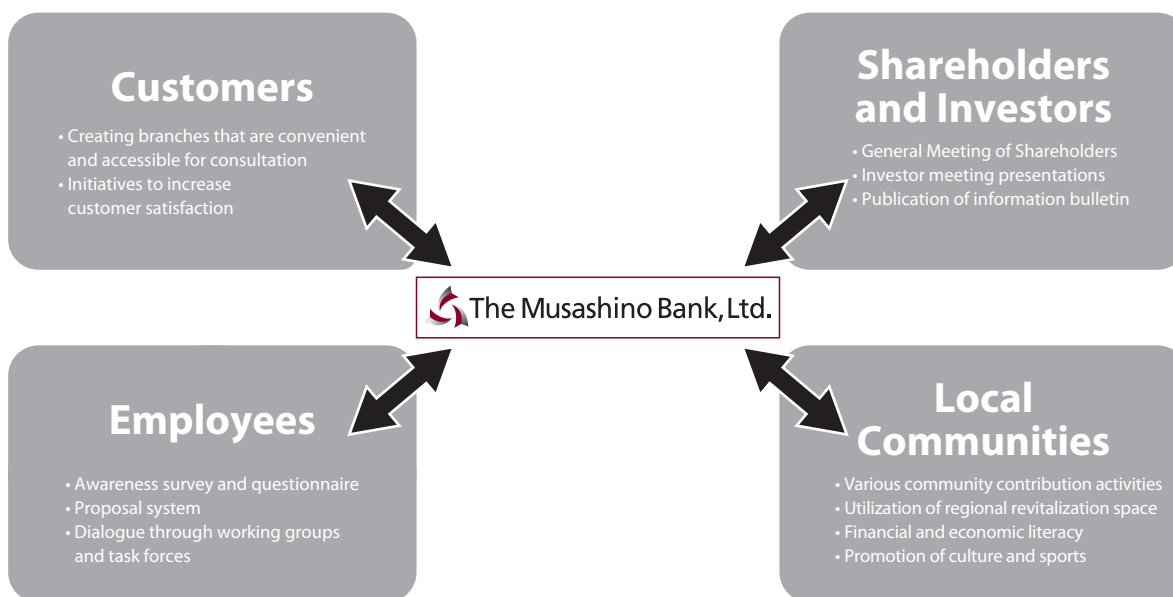 Customers
• Creating branches that are convenient
and accessible for consultation
• Initiatives to increase
customer satisfaction
Shareholders
and Investors
• General Meeting of Shareholders
• Investor meeting presentations
• Publication of information bulletin
The Musashino Bank, Ltd.
Employees
• Awareness survey and questionnaire
• Proposal system
• Dialogue through working groups
and task forces
Local
Communities
• Various community contribution activities
• Utilization of regional revitalization space
• Financial and economic literacy
• Promotion of culture and sports